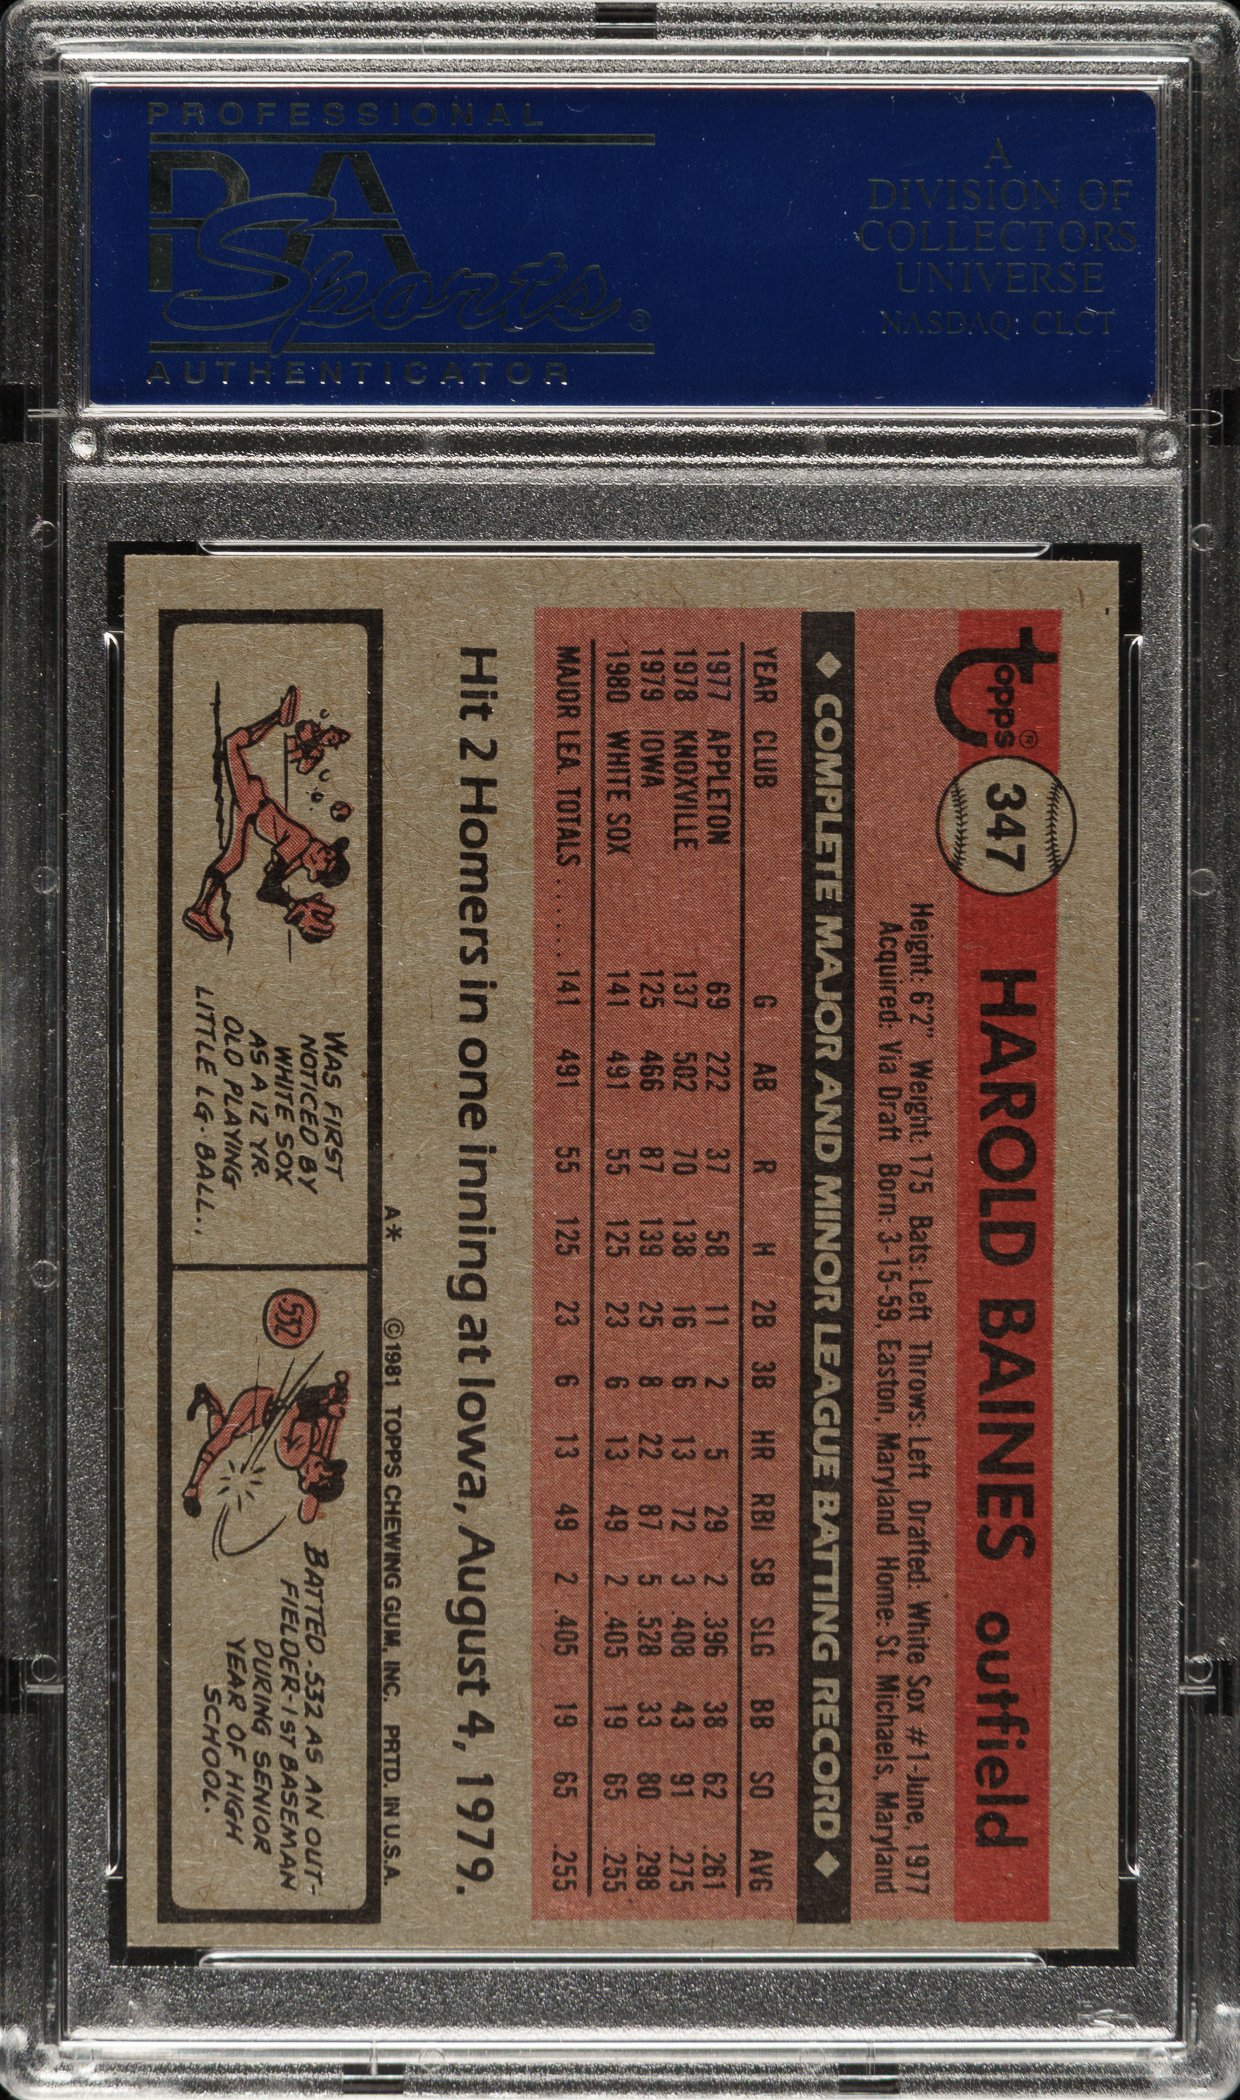 PROFESSIONAL
PSA
Sports®
AUTHENTICATOR
A
DIVISION OF
COLLECTORS
UNIVERSE
NASDAQ: CLCT
Topps®
347
HAROLD BAINES outfield
Height: 6'2" Weight: 175 Bats: Left Throws: Left Drafted: White Sox #1-June, 1977
Acquired: Via Draft Born: 3-15-59, Easton, Maryland Home: St. Michaels, Maryland
COMPLETE MAJOR AND MINOR LEAGUE BATTING RECORD
YEAR CLUB G AB R H 2B 3B HR RBI SB SLG BB SO AVG
1977 APPLETON 69 222 37 58 11 2 5 29 2 .396 38 62 .261
1978 KNOXVILLE 137 502 70 138 16 6 13 72 3 .408 43 91 .275
1979 IOWA 125 466 87 139 25 8 22 87 5 .528 33 80 .298
1980 WHITE SOX 141 491 55 125 23 6 13 49 2 .405 19 65 .255
MAJOR LEA. TOTALS ...... 141 491 55 125 23 6 13 49 2 .405 19 65 .255
Hit 2 Homers in one inning at Iowa, August 4, 1979.
A* ©1981 TOPPS CHEWING GUM, INC. PRTD. IN U.S.A.
WAS FIRST
NOTICED BY
WHITE SOX
AS A 12 YR.
OLD PLAYING
LITTLE LG-BALL..
.532
BATTED .532 AS AN OUT-
FIELDER-1ST BASEMAN
DURING SENIOR
YEAR OF HIGH
SCHOOL.